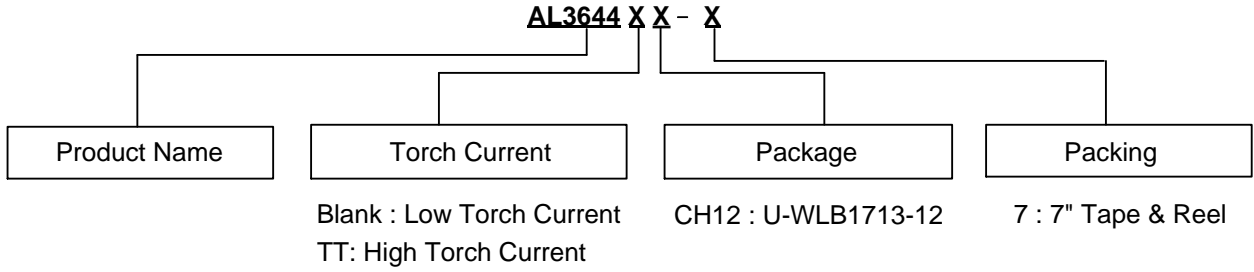 AL3644 X X - X
Product Name
Torch Current
Package
Packing
Blank : Low Torch Current
TT: High Torch Current
CH12 : U-WLB1713-12
7 : 7" Tape & Reel